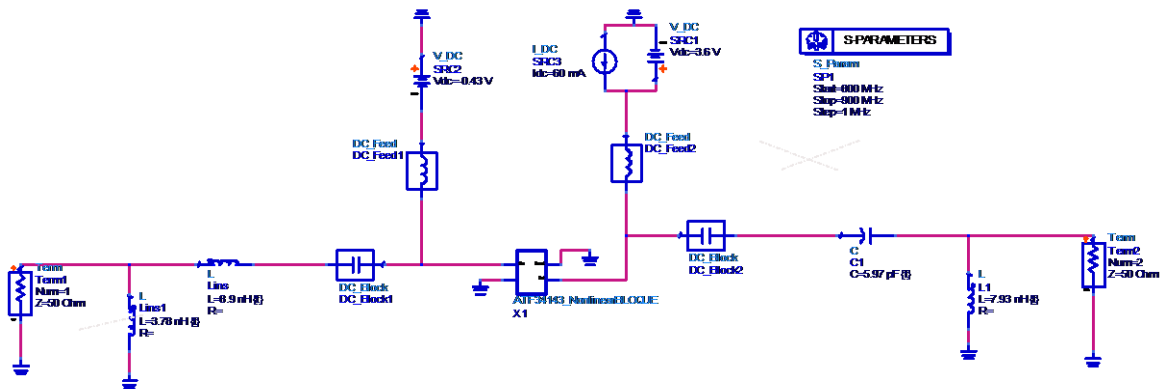 V_DC
SRC2
Vdc=0.43 V
I_DC
SRC3
Idc=60 mA
V_DC
SRC1
Vdc=3.6 V
S-PARAMETERS
S_Param
SP1
Start=800 MHz
Stop=900 MHz
Step=1 MHz
DC_Feed
DC_Feed1
DC_Feed
DC_Feed2
Term
Term1
Num=1
Z=50 Ohm
L
Lins1
L=3.78 nH {t}
R=
L
Lins
L=6.9 nH {t}
R=
DC_Block
DC_Block1
ATF34143_NonlinearBLOQUE
X1
DC_Block
DC_Block2
C
C1
C=5.97 pF {t}
L
L1
L=7.93 nH {t}
R=
Term
Term2
Num=2
Z=50 Ohm